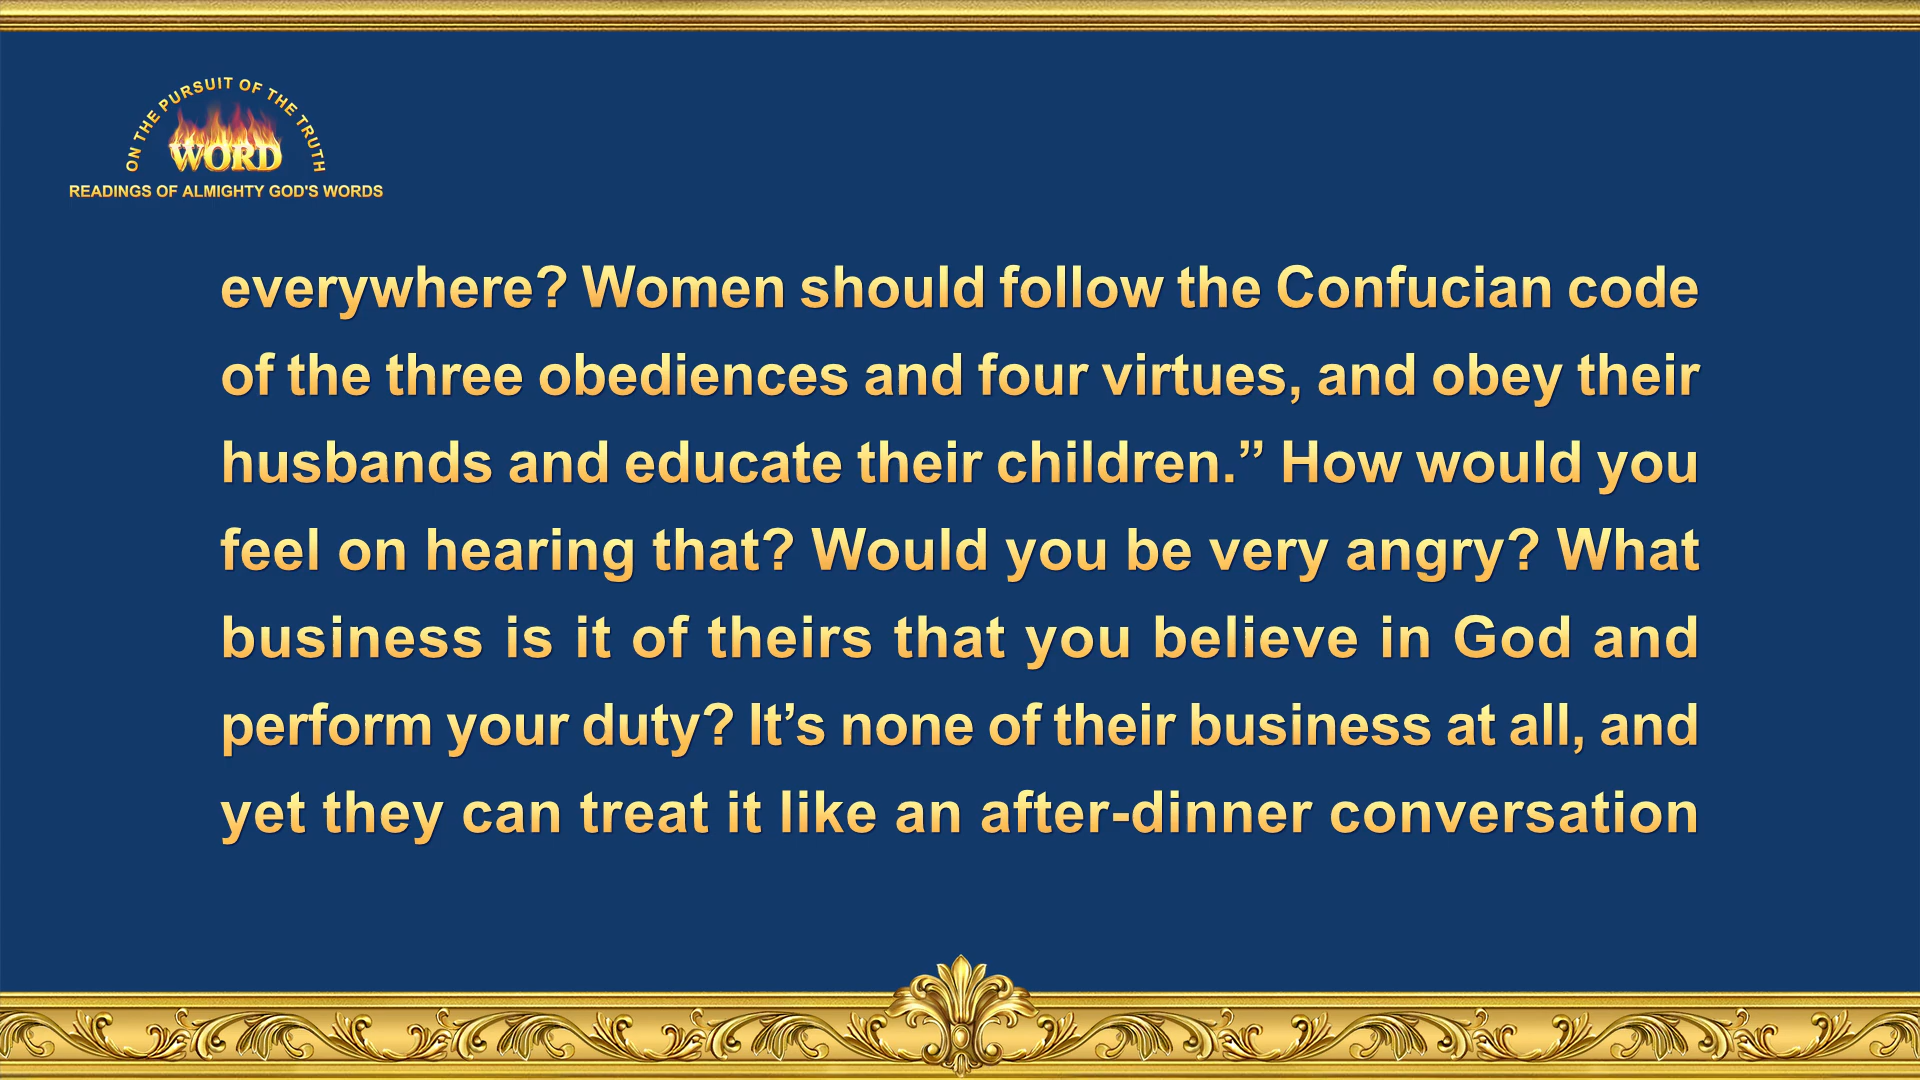 ON THE PURSUIT OF THE TRUTH
WORD
READINGS OF ALMIGHTY GOD'S WORDS
everywhere? Women should follow the Confucian code
of the three obediences and four virtues, and obey their
husbands and educate their children.” How would you
feel on hearing that? Would you be very angry? What
business is it of theirs that you believe in God and
perform your duty? It’s none of their business at all, and
yet they can treat it like an after-dinner conversation